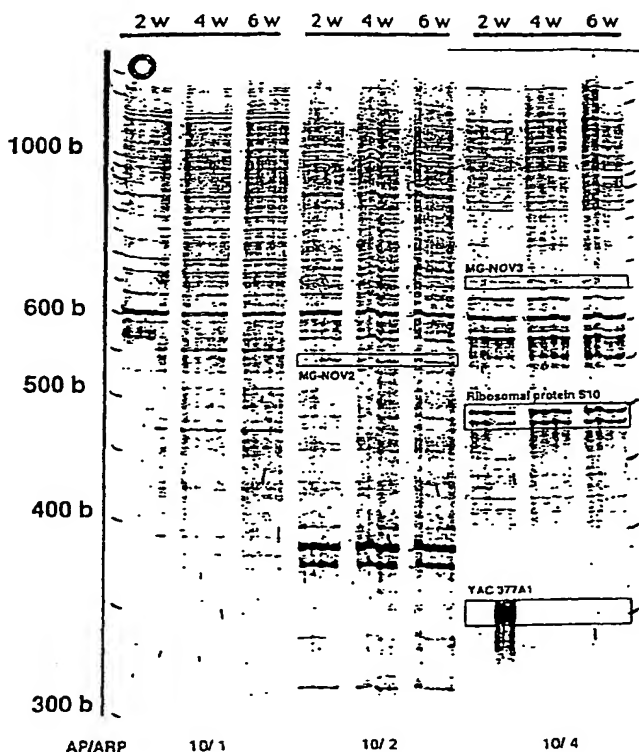 2 w 4 w 6 w 2 w 4 w 6 w 2 w 4 w 6 w
1000 b
MG-NOV3
600 b
MG-NOV2
500 b
Ribosomal protein S10
400 b
YAC 377A1
300 b
AP/ARP 10/1 10/2 10/4